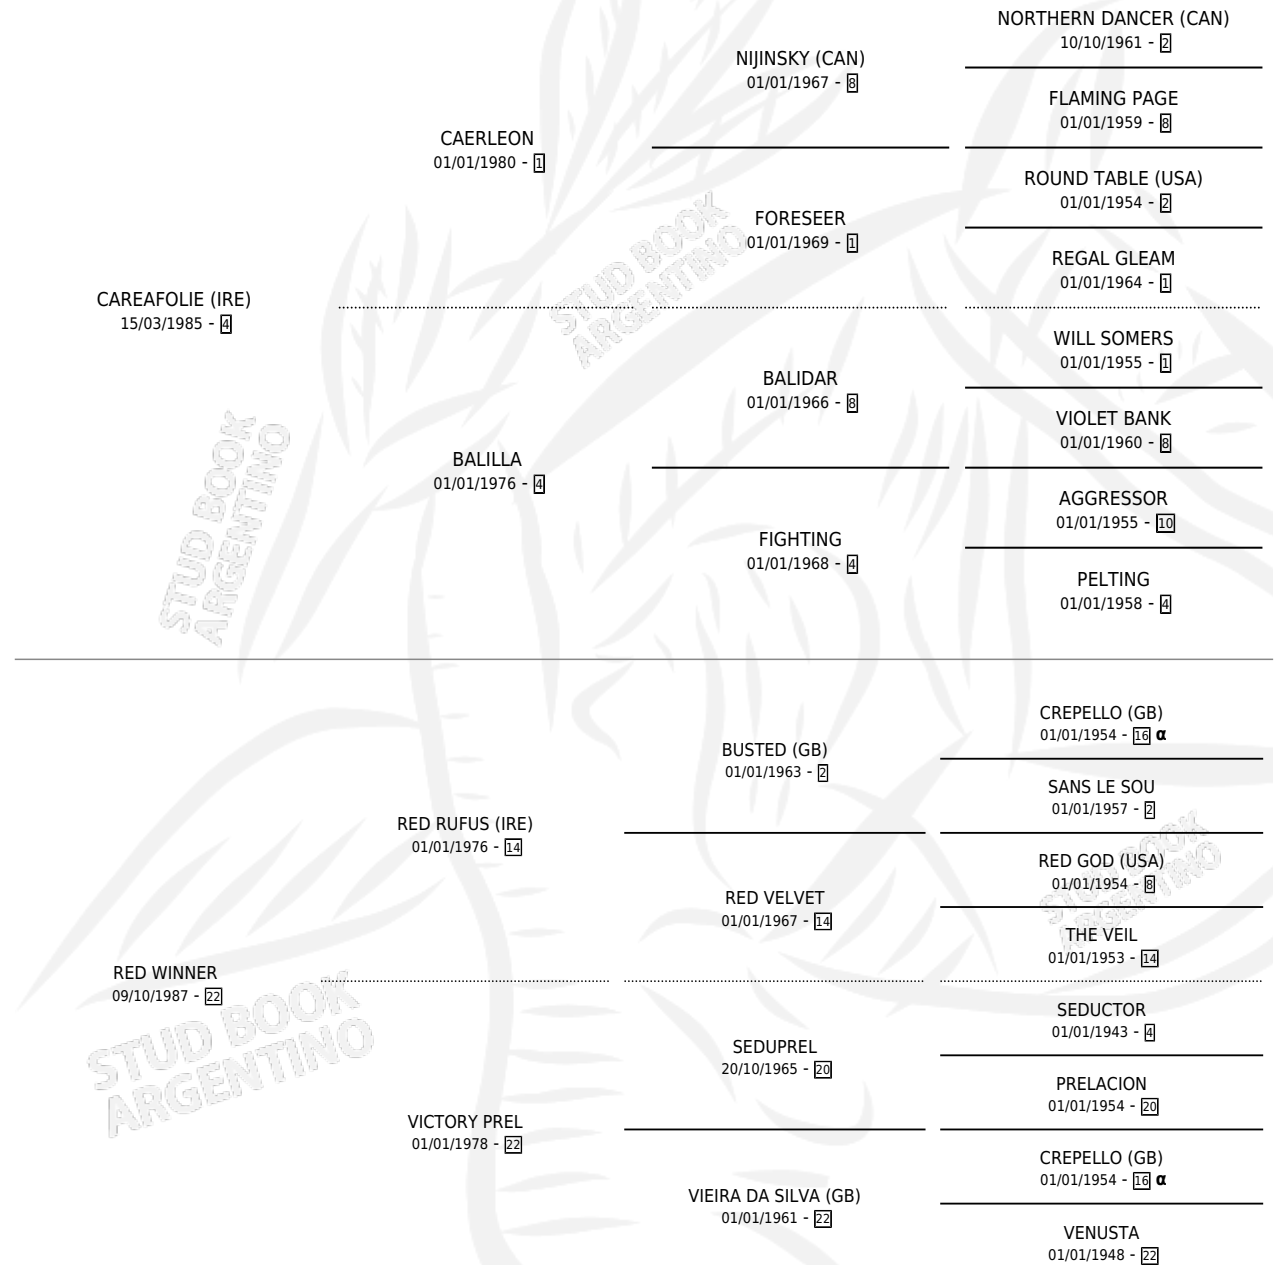 NORTHERN DANCER (CAN)
10/10/1961 - 2
NIJINSKY (CAN)
01/01/1967 - 8
FLAMING PAGE
01/01/1959 - 8
CAERLEON
01/01/1980 - 1
ROUND TABLE (USA)
01/01/1954 - 2
FORESEER
01/01/1969 - 1
REGAL GLEAM
01/01/1964 - 1
CAREAFOLIE (IRE)
15/03/1985 - 4
WILL SOMERS
01/01/1955 - 1
BALIDAR
01/01/1966 - 8
VIOLET BANK
01/01/1960 - 8
BALILLA
01/01/1976 - 4
AGGRESSOR
01/01/1955 - 10
FIGHTING
01/01/1968 - 4
PELTING
01/01/1958 - 4
CREPELLO (GB)
01/01/1954 - 16 α
BUSTED (GB)
01/01/1963 - 2
SANS LE SOU
01/01/1957 - 2
RED RUFUS (IRE)
01/01/1976 - 14
RED GOD (USA)
01/01/1954 - 8
RED VELVET
01/01/1967 - 14
THE VEIL
01/01/1953 - 14
RED WINNER
09/10/1987 - 22
SEDUCTOR
01/01/1943 - 4
SEDUPREL
20/10/1965 - 20
PRELACION
01/01/1954 - 20
VICTORY PREL
01/01/1978 - 22
CREPELLO (GB)
01/01/1954 - 16 α
VIEIRA DA SILVA (GB)
01/01/1961 - 22
VENUSTA
01/01/1948 - 22
STUD BOOK
ARGENTINO
STUD BOOK
ARGENTINO
STUD BOOK
ARGENTINO
STUD BOOK
ARGENTINO